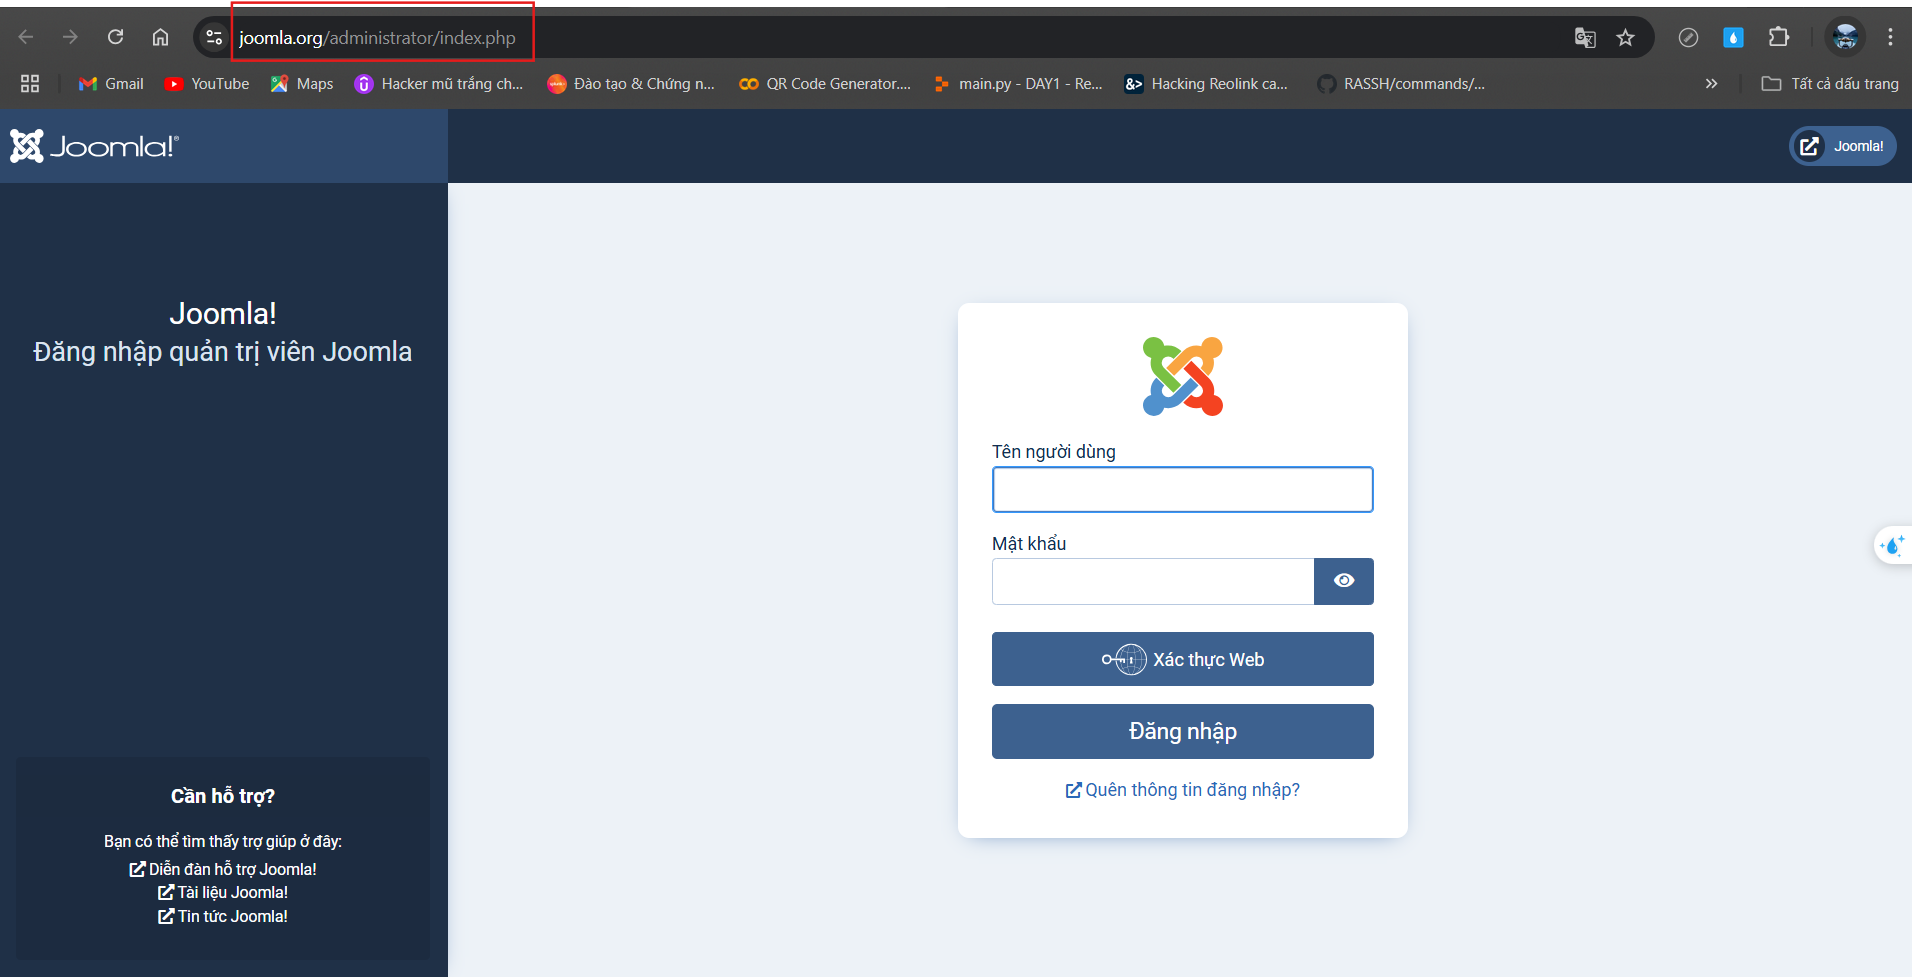 joomla.org/administrator/index.php
Gmail YouTube Maps Hacker mũ trắng ch... Đào tạo & Chứng n... QR Code Generator.... main.py - DAY1 - Re... Hacking Reolink ca... RASSH/commands/... Tất cả dấu trang
Joomla!®
Joomla!
Joomla!
Đăng nhập quản trị viên Joomla
Tên người dùng
Mật khẩu
Xác thực Web
Đăng nhập
Quên thông tin đăng nhập?
Cần hỗ trợ?
Bạn có thể tìm thấy trợ giúp ở đây:
Diễn đàn hỗ trợ Joomla!
Tài liệu Joomla!
Tin tức Joomla!